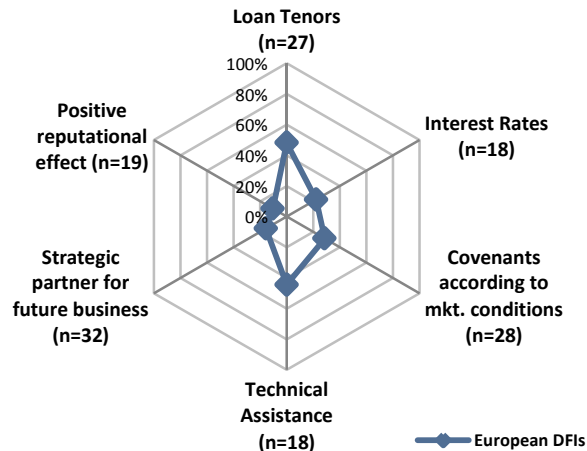 Loan Tenors
(n=27)
100%
80%
60%
40%
20%
0%
Interest Rates
(n=18)
Covenants
according to
mkt. conditions
(n=28)
Technical
Assistance
(n=18)
Strategic
partner for
future business
(n=32)
Positive
reputational
effect (n=19)
European DFIs